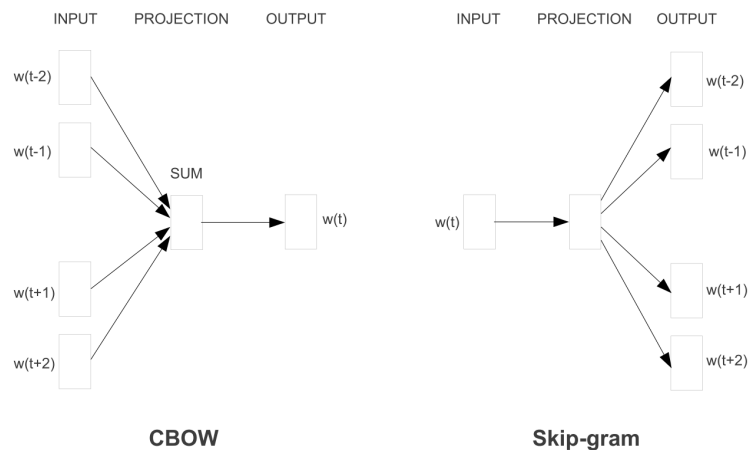 INPUT PROJECTION OUTPUT
w(t-2)
w(t-1)
SUM
w(t)
w(t+1)
w(t+2)
CBOW
INPUT PROJECTION OUTPUT
w(t-2)
w(t-1)
w(t)
w(t+1)
w(t+2)
Skip-gram